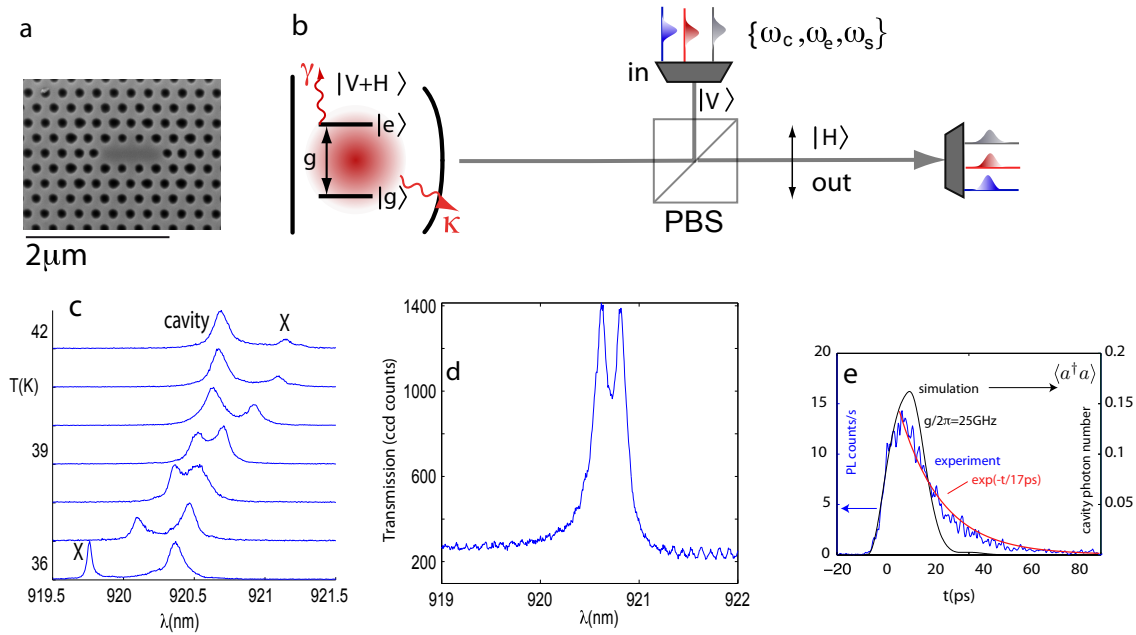 a
2μm
b
γ
|V+H⟩
|e⟩
g
|g⟩
κ
in
{ωc,ωe,ωs}
|V⟩
|H⟩
out
PBS
c
cavity
X
42
T(K)
39
36
X
919.5
920
920.5
921
921.5
λ(nm)
d
Transmission (ccd counts)
1400
1200
1000
800
600
400
200
919
920
921
922
λ(nm)
e
⟨a†a⟩
simulation
g/2π=25GHz
experiment
exp(-t/17ps)
PL counts/s
20
15
10
5
0
cavity photon number
0.2
0.15
0.1
0.05
−20
0
20
40
60
80
t(ps)